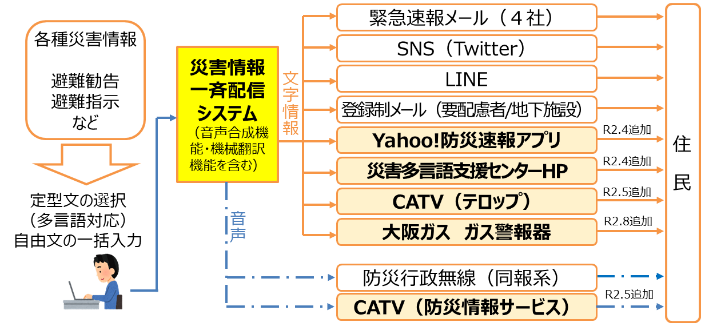 各種災害情報
避難勧告
避難指示
など
定型文の選択
（多言語対応）
自由文の一括入力
災害情報
一斉配信
システム
（音声合成機
能・機械翻訳
機能を含む）
文字情報
音声
緊急速報メール（４社）
SNS（Twitter）
LINE
登録制メール（要配慮者/地下施設）
Yahoo!防災速報アプリ
R2.4追加
災害多言語支援センターHP
R2.4追加
CATV（テロップ）
R2.5追加
大阪ガス ガス警報器
R2.8追加
防災行政無線（同報系）
CATV（防災情報サービス）
R2.5追加
住民